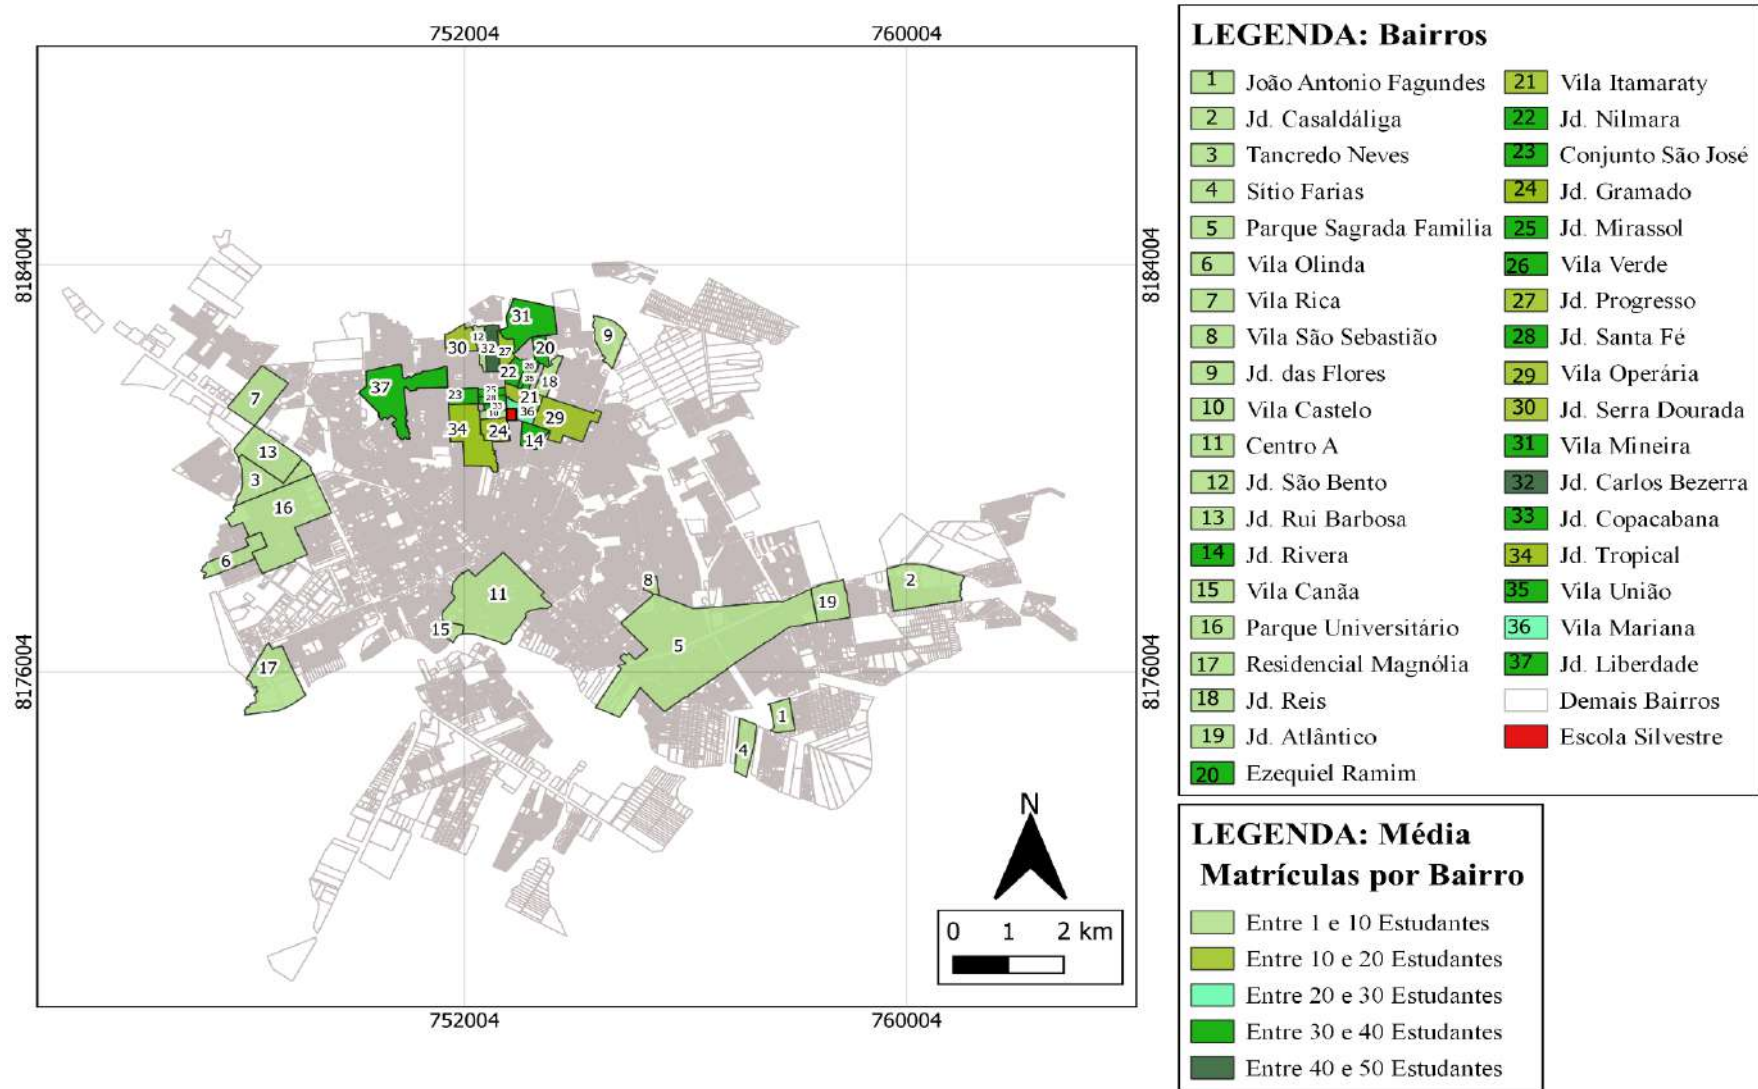 752004
760004
8184004
8184004
8176004
8176004
752004
760004
31
9
12
20
30
32
27
26
37
22
35
18
7
23
25
28
21
33
10
36
29
34
24
14
13
3
16
6
11
8
2
19
15
5
17
1
4
N
0 1 2 km
LEGENDA: Bairros
1 João Antonio Fagundes
2 Jd. Casaldáliga
3 Tancredo Neves
4 Sítio Farias
5 Parque Sagrada Familia
6 Vila Olinda
7 Vila Rica
8 Vila São Sebastião
9 Jd. das Flores
10 Vila Castelo
11 Centro A
12 Jd. São Bento
13 Jd. Rui Barbosa
14 Jd. Rivera
15 Vila Canãa
16 Parque Universitário
17 Residencial Magnólia
18 Jd. Reis
19 Jd. Atlântico
20 Ezequiel Ramim
21 Vila Itamaraty
22 Jd. Nilmara
23 Conjunto São José
24 Jd. Gramado
25 Jd. Mirassol
26 Vila Verde
27 Jd. Progresso
28 Jd. Santa Fé
29 Vila Operária
30 Jd. Serra Dourada
31 Vila Mineira
32 Jd. Carlos Bezerra
33 Jd. Copacabana
34 Jd. Tropical
35 Vila União
36 Vila Mariana
37 Jd. Liberdade
Demais Bairros
Escola Silvestre
LEGENDA: Média
Matrículas por Bairro
Entre 1 e 10 Estudantes
Entre 10 e 20 Estudantes
Entre 20 e 30 Estudantes
Entre 30 e 40 Estudantes
Entre 40 e 50 Estudantes